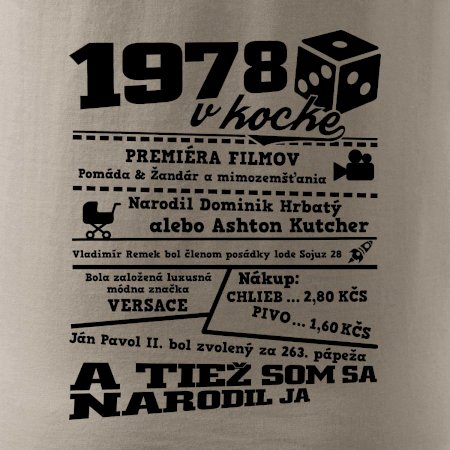 1978
v kocke
PREMIÉRA FILMOV
Pomáda & Žandár a mimozemšťania
Narodil Dominik Hrbatý
alebo Ashton Kutcher
Vladimír Remek bol členom posádky lode Sojuz 28
Bola založená luxusná
módna značka
VERSACE
Nákup:
CHLIEB ... 2,80 KČS
PIVO ... 1,60 KČS
Ján Pavol II. bol zvolený za 263. pápeža
A TIEŽ SOM SA
NARODIL JA